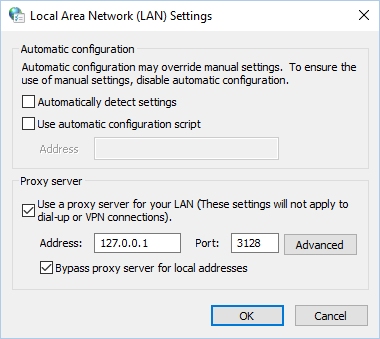 Local Area Network (LAN) Settings
Automatic configuration
Automatic configuration may override manual settings. To ensure the
use of manual settings, disable automatic configuration.
Automatically detect settings
Use automatic configuration script
Address
Proxy server
Use a proxy server for your LAN (These settings will not apply to
dial-up or VPN connections).
Address: 127.0.0.1 Port: 3128 Advanced
Bypass proxy server for local addresses
OK Cancel